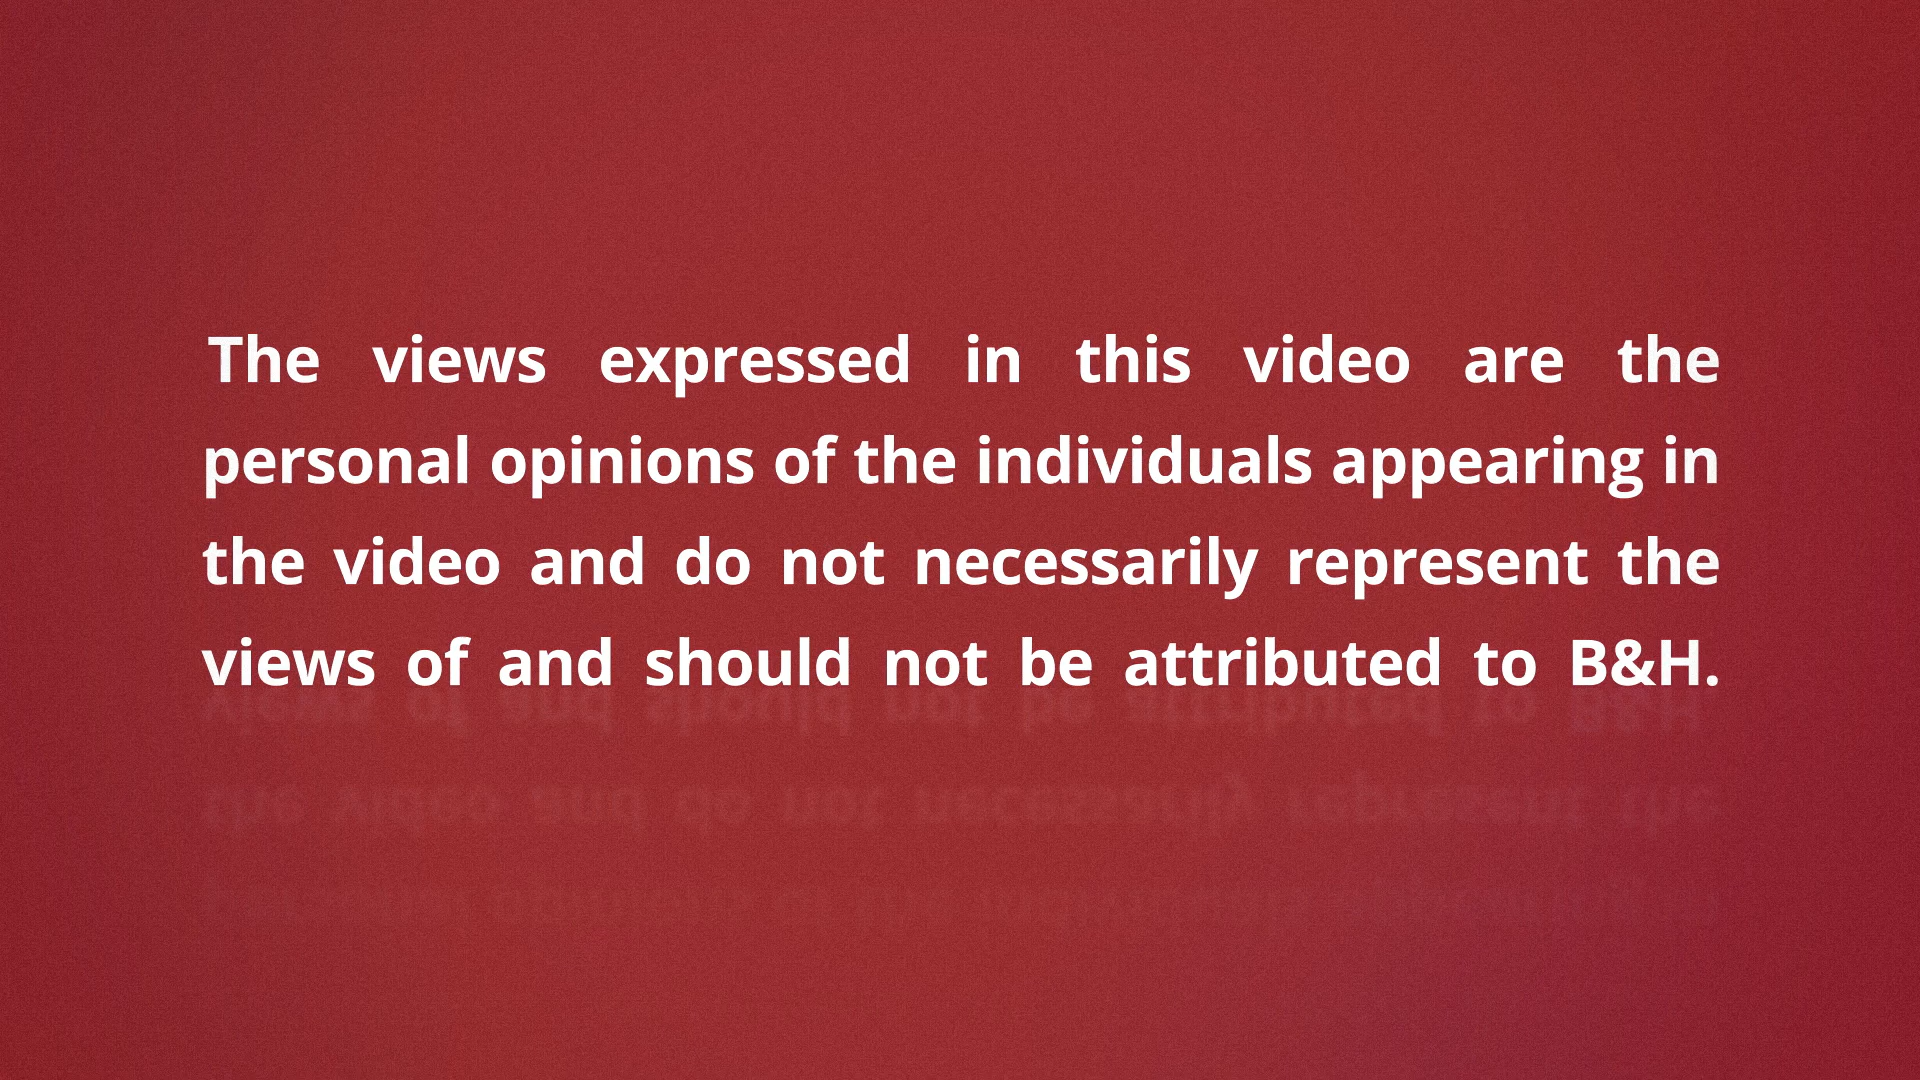 The views expressed in this video are the
personal opinions of the individuals appearing in
the video and do not necessarily represent the
views of and should not be attributed to B&H.